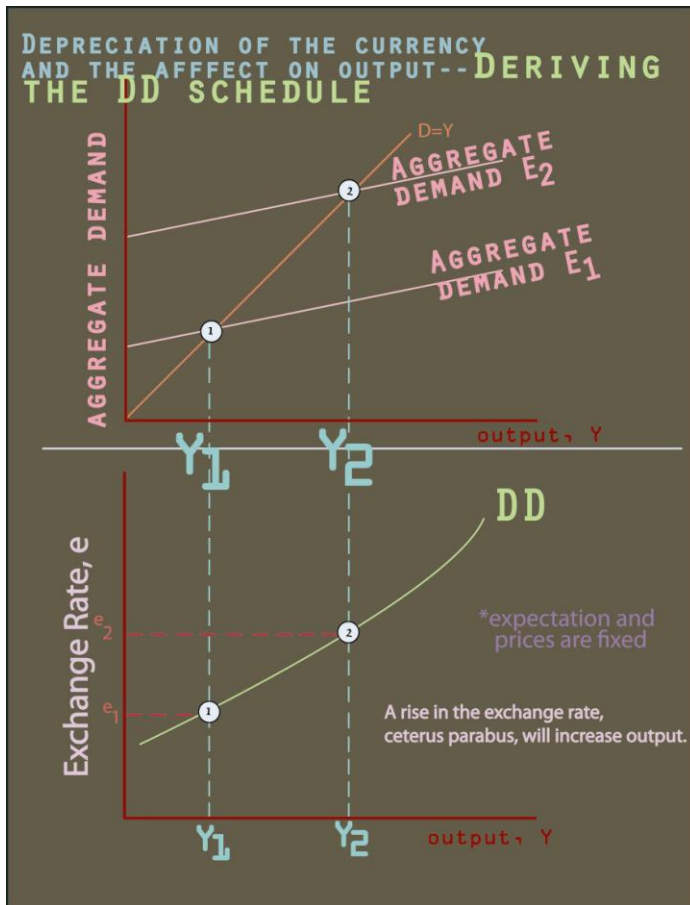 Depreciation of the currency
and the afffect on output--Deriving
the DD schedule
D=Y
Aggregate
demand E2
Aggregate
demand E1
aggregate demand
1
2
output, Y
Y1
Y2
DD
Exchange Rate, e
e2
e1
1
2
*expectation and
prices are fixed
A rise in the exchange rate,
ceterus parabus, will increase output.
Y1
Y2
output, Y